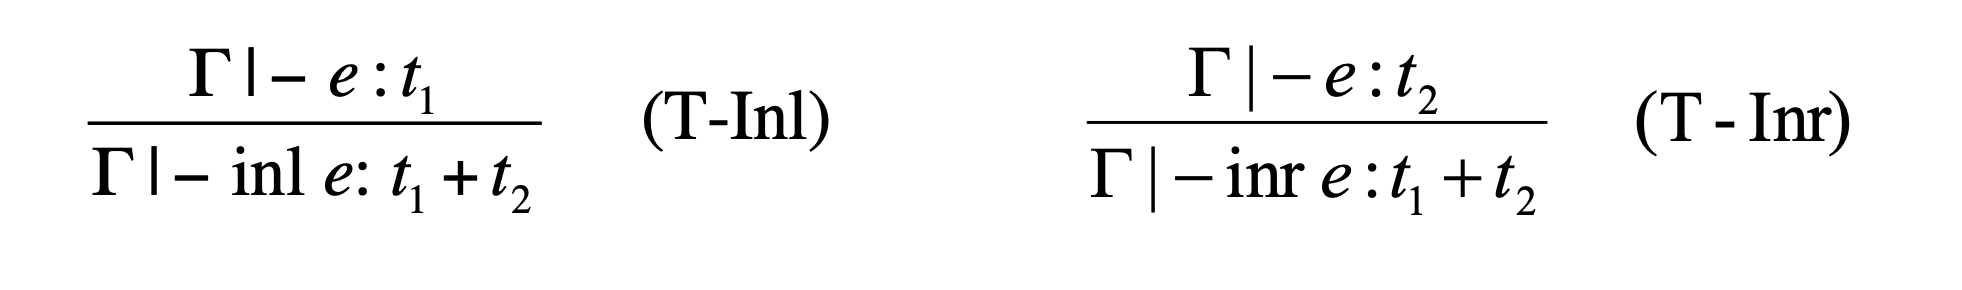 Γ |− e : t₁
(T-Inl)
Γ |− inl e: t₁ + t₂
Γ | − e : t₂
(T - Inr)
Γ | − inr e : t₁ + t₂